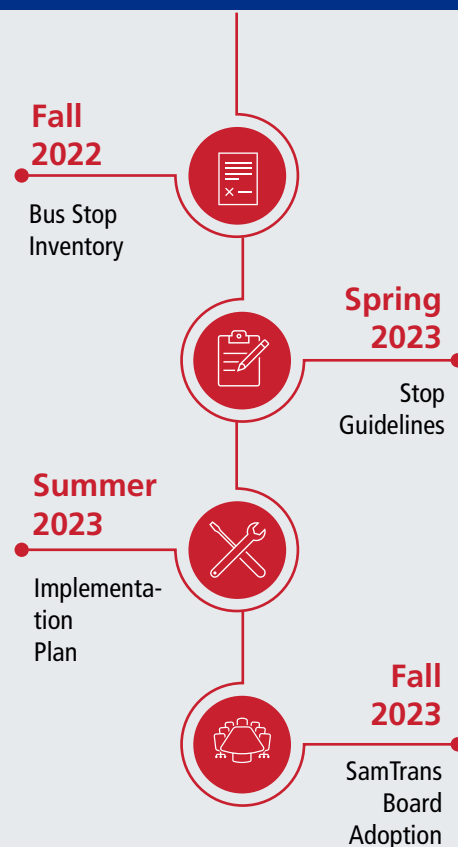 Fall
2022
Bus Stop
Inventory
Spring
2023
Stop
Guidelines
Summer
2023
Implementa-
tion
Plan
Fall
2023
SamTrans
Board
Adoption